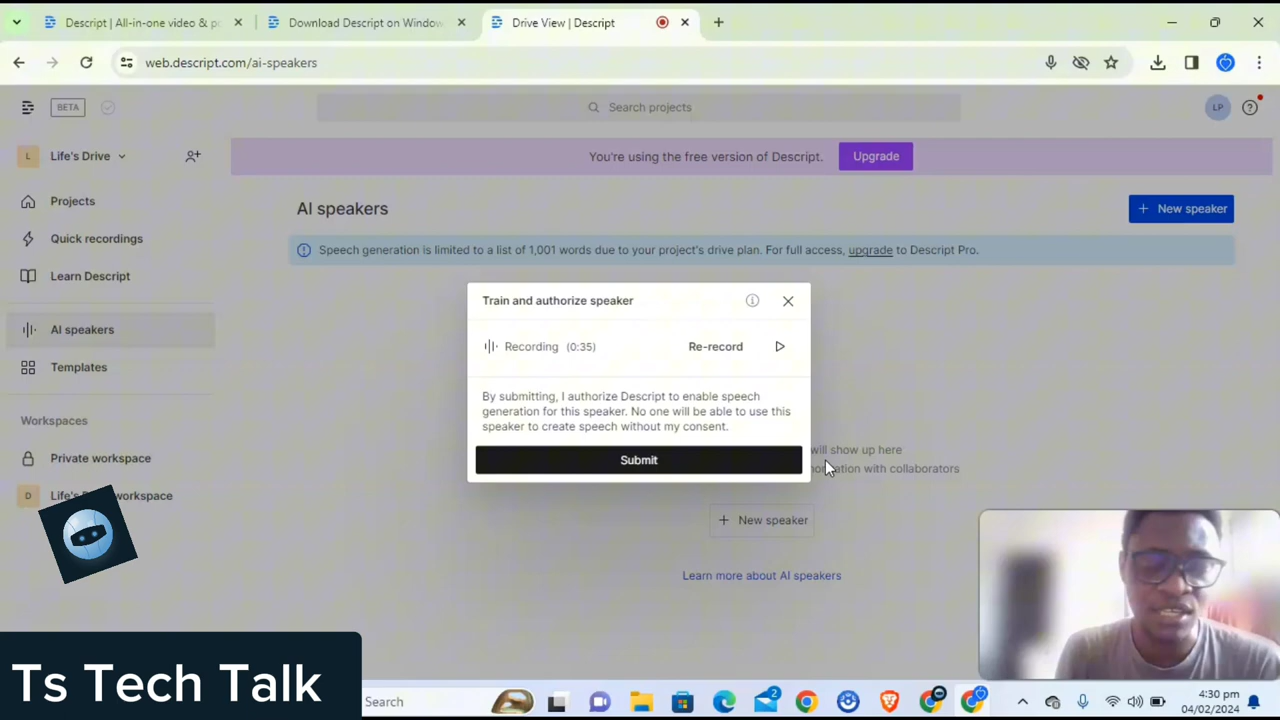 Descript | All-in-one video & po
Download Descript on Window
Drive View | Descript
web.descript.com/ai-speakers
BETA
Search projects
LP
L
Life's Drive
You're using the free version of Descript.
Upgrade
Projects
AI speakers
New speaker
Quick recordings
Speech generation is limited to a list of 1,001 words due to your project's drive plan. For full access, upgrade to Descript Pro.
Learn Descript
Train and authorize speaker
AI speakers
Recording (0:35)
Re-record
Templates
By submitting, I authorize Descript to enable speech
generation for this speaker. No one will be able to use this
speaker to create speech without my consent.
Workspaces
will show up here
Private workspace
Submit
with collaborators
D
Life's
workspace
New speaker
Learn more about AI speakers
Ts Tech Talk
Search
2
4:30 pm
04/02/2024